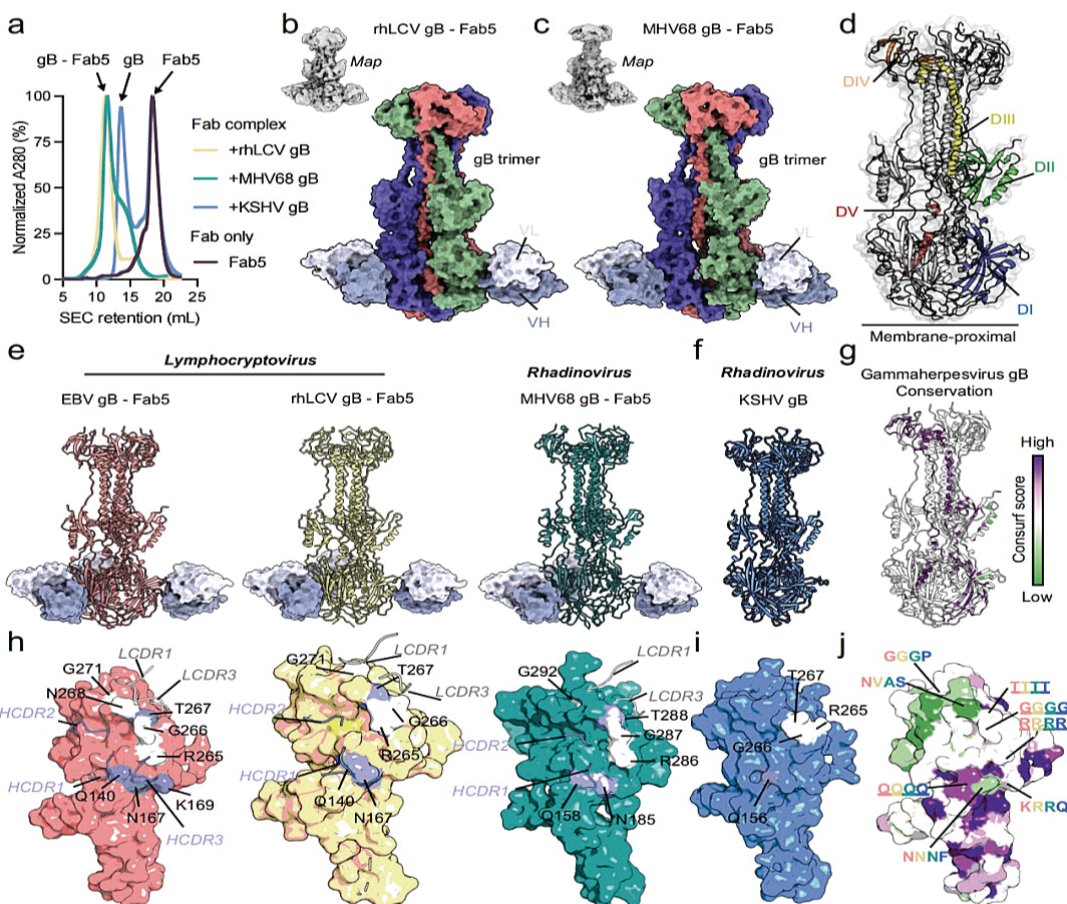 a
gB - Fab5
gB
Fab5
Normalized A280 (%)
100
75
50
25
0
5
10
15
20
25
SEC retention (mL)
Fab complex
+rhLCV gB
+MHV68 gB
+KSHV gB
Fab only
Fab5
b
rhLCV gB - Fab5
Map
gB trimer
VL
VH
c
MHV68 gB - Fab5
Map
gB trimer
VL
VH
d
DIV
DIII
DII
DV
DI
Membrane-proximal
e
Lymphocryptovirus
EBV gB - Fab5
rhLCV gB - Fab5
Rhadinovirus
MHV68 gB - Fab5
f
Rhadinovirus
KSHV gB
g
Gammaherpesvirus gB
Conservation
High
Consurf score
Low
h
G271
LCDR1
N268
LCDR3
HCDR2
T267
G266
R265
HCDR1
Q140
K169
N167
HCDR3
G271
LCDR1
T267
LCDR3
HCDR2
G266
R265
HCDR1
Q140
N167
G292
LCDR1
LCDR3
T288
HCDR2
G287
R286
HCDR1
Q158
N185
i
T267
R265
G266
Q156
j
GGGP
NVAS
IIII
GGGG
RRRR
QQQQ
KRRQ
NNNF